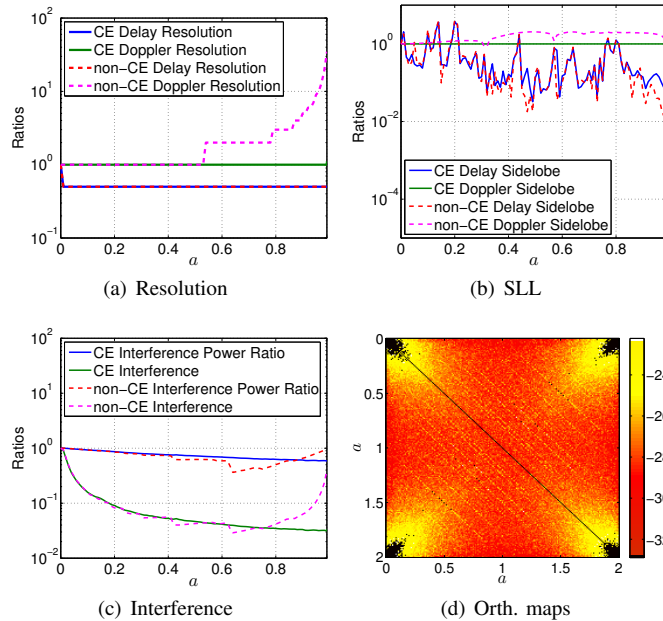 10^2
10^1
10^0
10^-1
Ratios
CE Delay Resolution
CE Doppler Resolution
non−CE Delay Resolution
non−CE Doppler Resolution
0 0.2 0.4 0.6 0.8
a
(a) Resolution
10^0
10^-2
10^-4
Ratios
CE Delay Sidelobe
CE Doppler Sidelobe
non−CE Delay Sidelobe
non−CE Doppler Sidelobe
0 0.2 0.4 0.6 0.8
a
(b) SLL
10^2
10^1
10^0
10^-1
10^-2
Ratios
CE Interference Power Ratio
CE Interference
non−CE Interference Power Ratio
non−CE Interference
0 0.2 0.4 0.6 0.8
a
(c) Interference
0
0.5
1
1.5
2
a
0 0.5 1 1.5 2
a
(d) Orth. maps